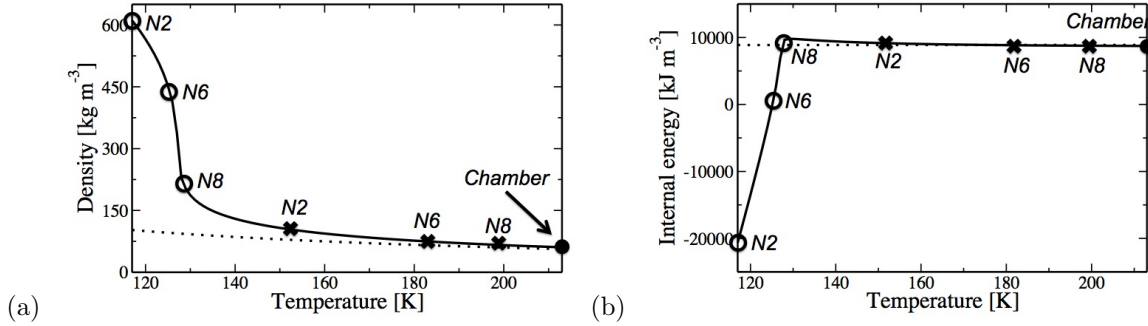 (a)
Density [kg m⁻³]
600
450
300
150
0
N2
N6
N8
N2
N6
N8
Chamber
120 140 160 180 200
Temperature [K]
(b)
Internal energy [kJ m⁻³]
10000
0
-10000
-20000
Chamber
N8
N2
N6
N8
N6
N2
120 140 160 180 200
Temperature [K]